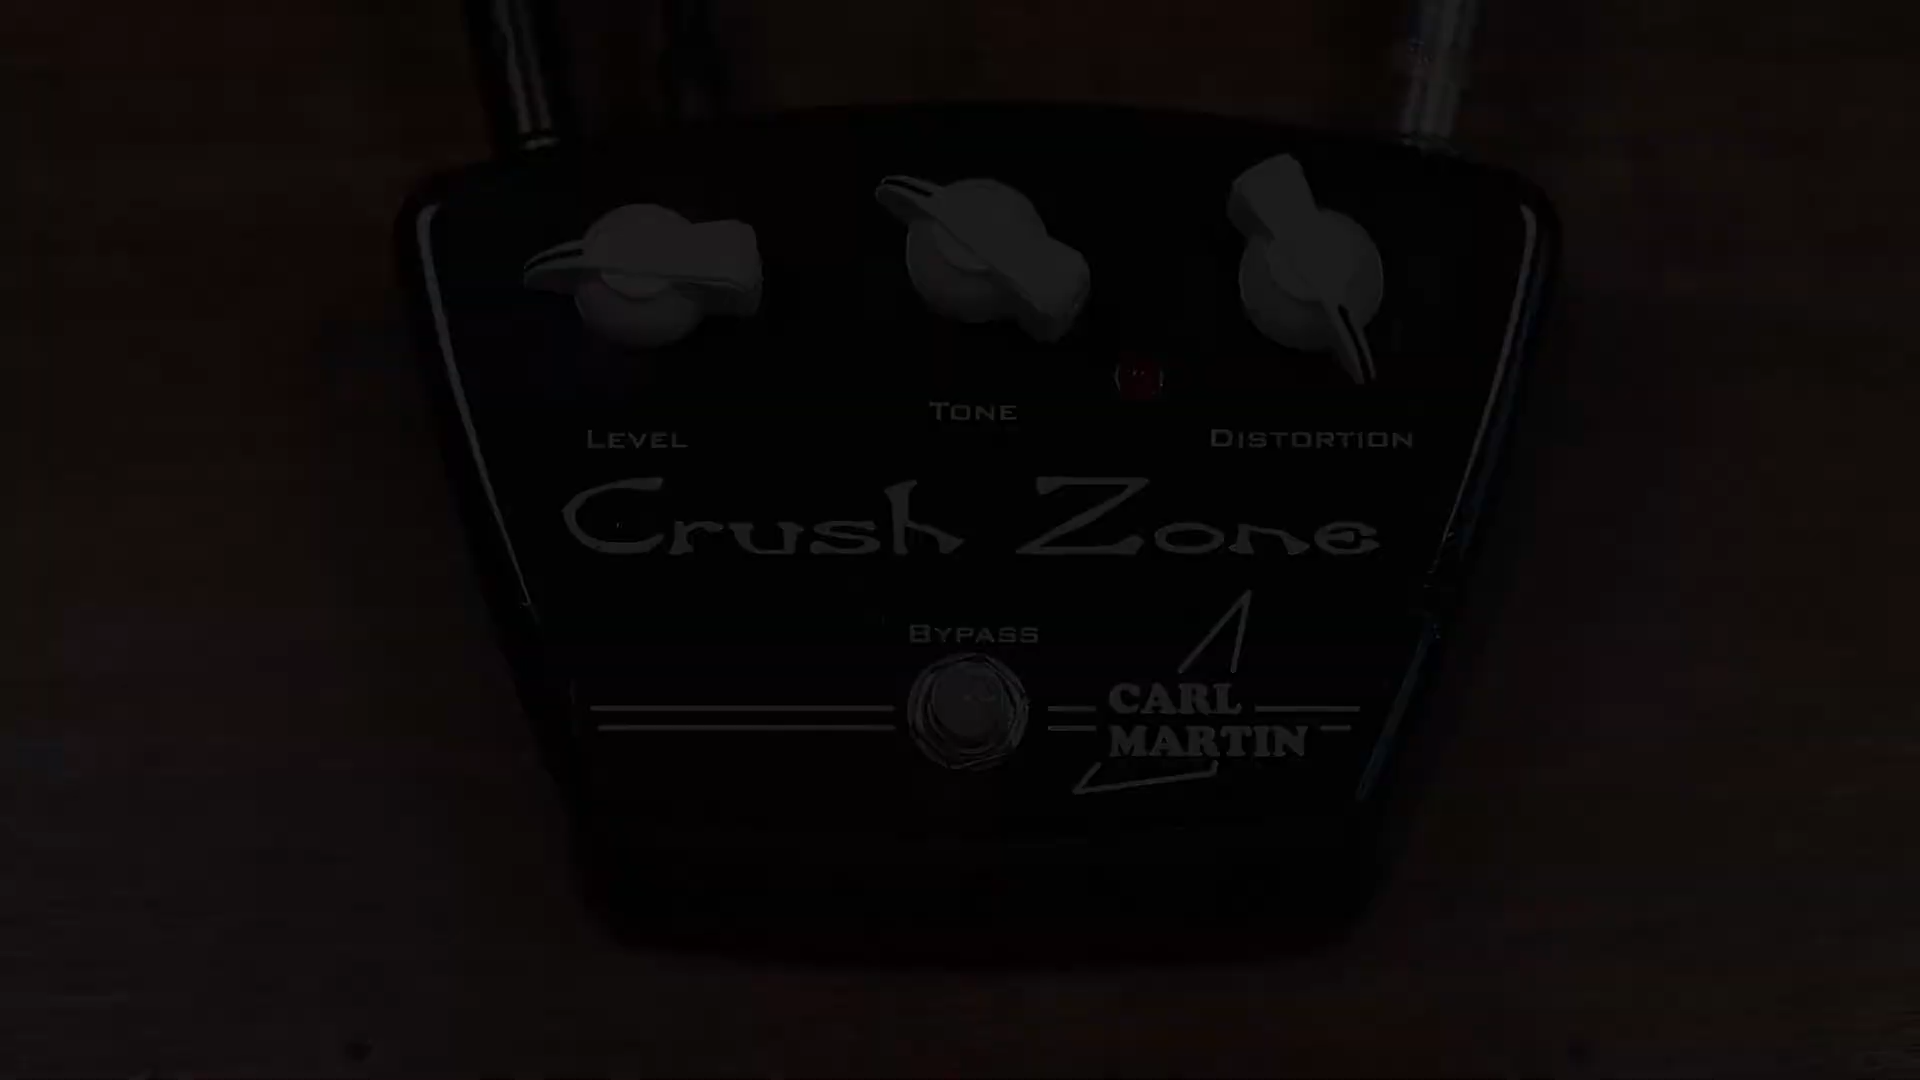 TONE
LEVEL
DISTORTION
Crush Zone
BYPASS
CARL
MARTIN